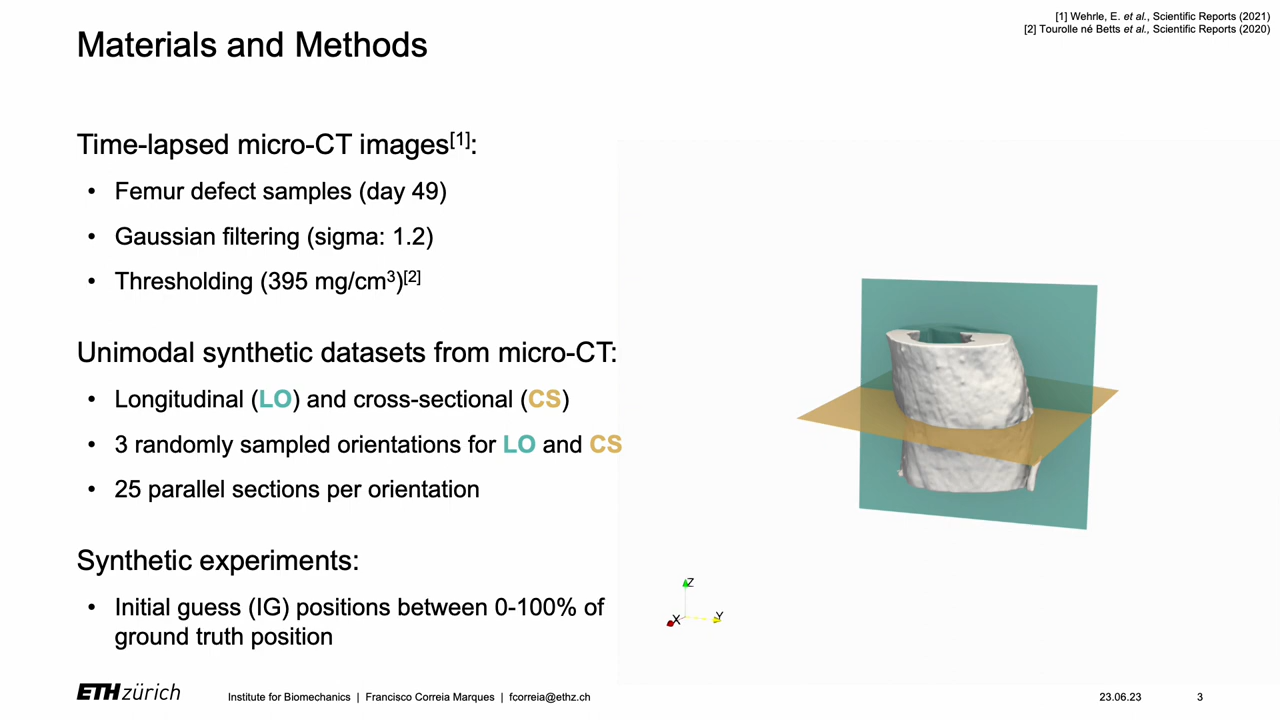 [1] Wehrle, E. et al., Scientific Reports (2021)
[2] Tourolle né Betts et al., Scientific Reports (2020)
Materials and Methods
Time-lapsed micro-CT images[1]:
• Femur defect samples (day 49)
• Gaussian filtering (sigma: 1.2)
• Thresholding (395 mg/cm³)[2]
Unimodal synthetic datasets from micro-CT:
• Longitudinal (LO) and cross-sectional (CS)
• 3 randomly sampled orientations for LO and CS
• 25 parallel sections per orientation
Synthetic experiments:
• Initial guess (IG) positions between 0-100% of
ground truth position
Z
X
Y
ETH zürich
Institute for Biomechanics | Francisco Correia Marques | fcorreia@ethz.ch
23.06.23
3